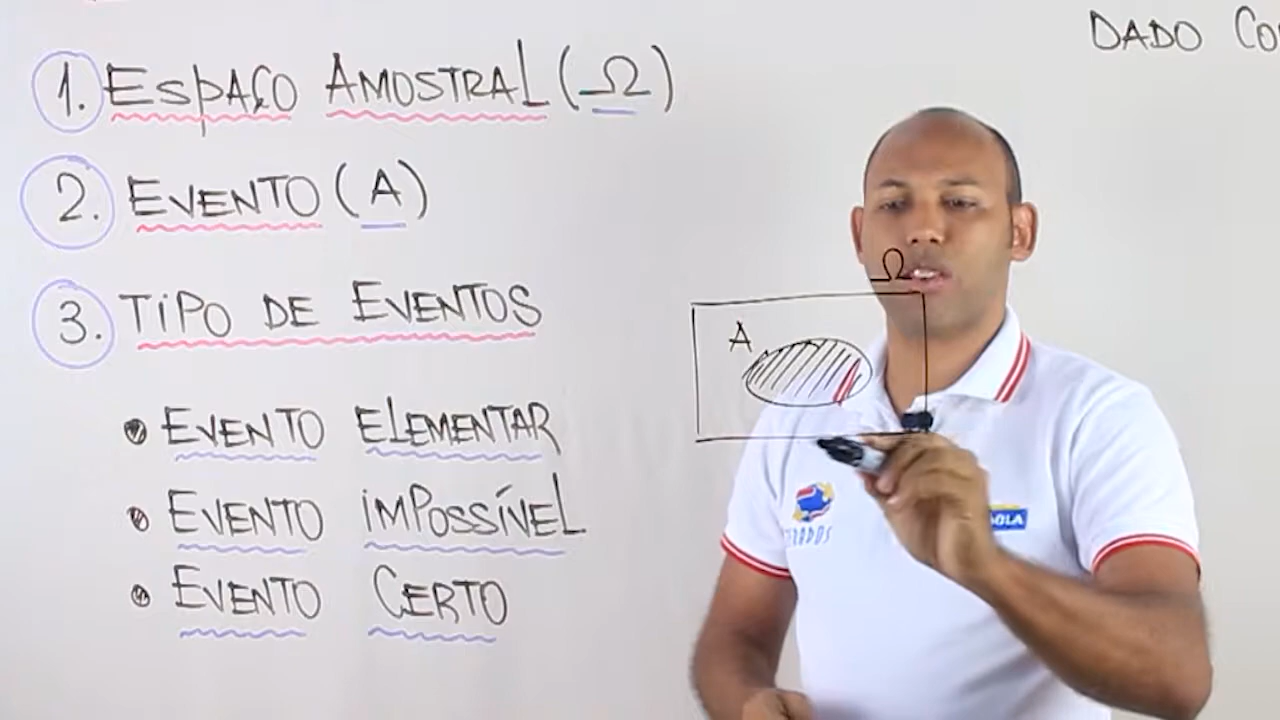 1. ESPAÇO AMOSTRAL (Ω)
2. EVENTO (A)
3. TIPO DE EVENTOS
• EVENTO ELEMENTAR
• EVENTO IMPOSSÍVEL
• EVENTO CERTO
DADO
Ω
A